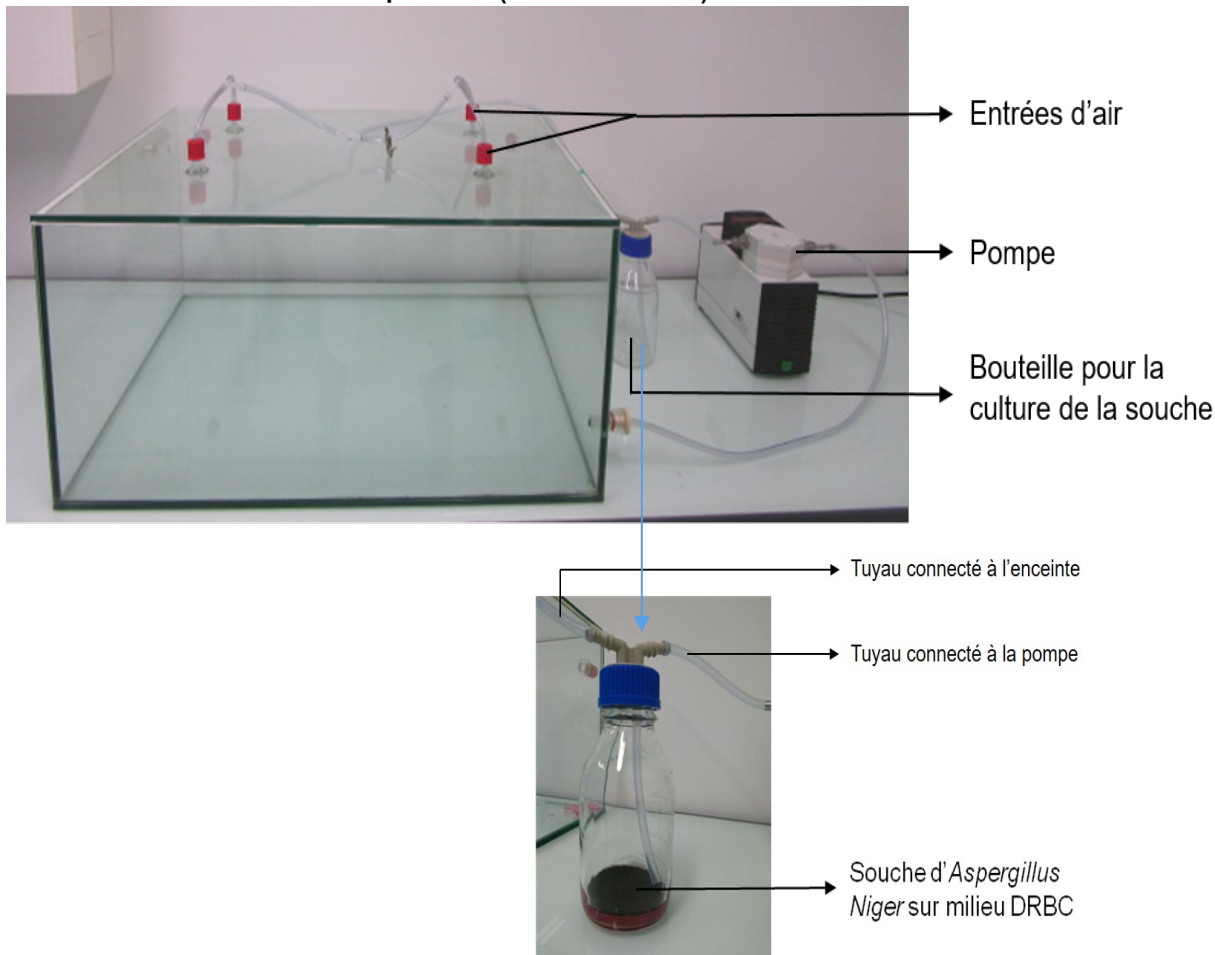 Entrées d'air
Pompe
Bouteille pour la
culture de la souche
Tuyau connecté à l'enceinte
Tuyau connecté à la pompe
Souche d'Aspergillus
Niger sur milieu DRBC